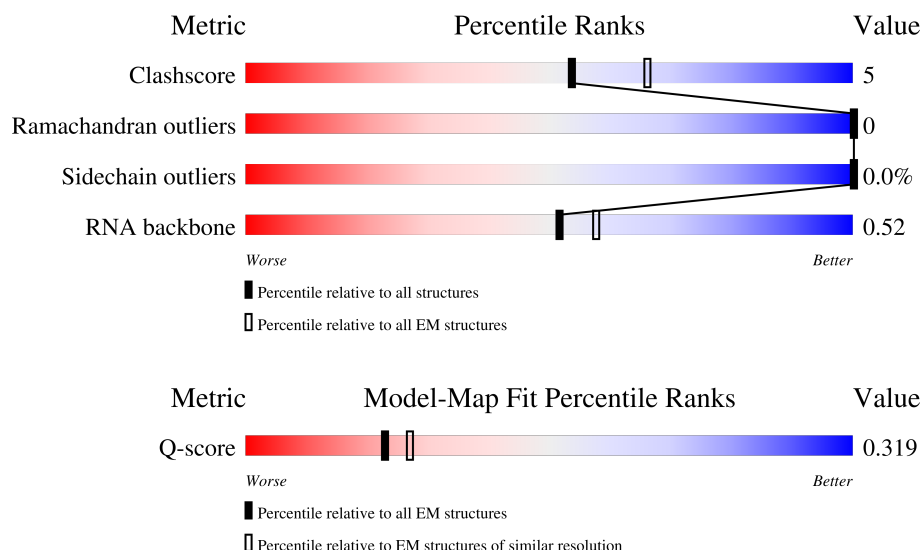 Metric Percentile Ranks Value
Clashscore 5
Ramachandran outliers 0
Sidechain outliers 0.0%
RNA backbone 0.52
Worse Better
Percentile relative to all structures
Percentile relative to all EM structures
Metric Model-Map Fit Percentile Ranks Value
Q-score 0.319
Worse Better
Percentile relative to all EM structures
Percentile relative to EM structures of similar resolution